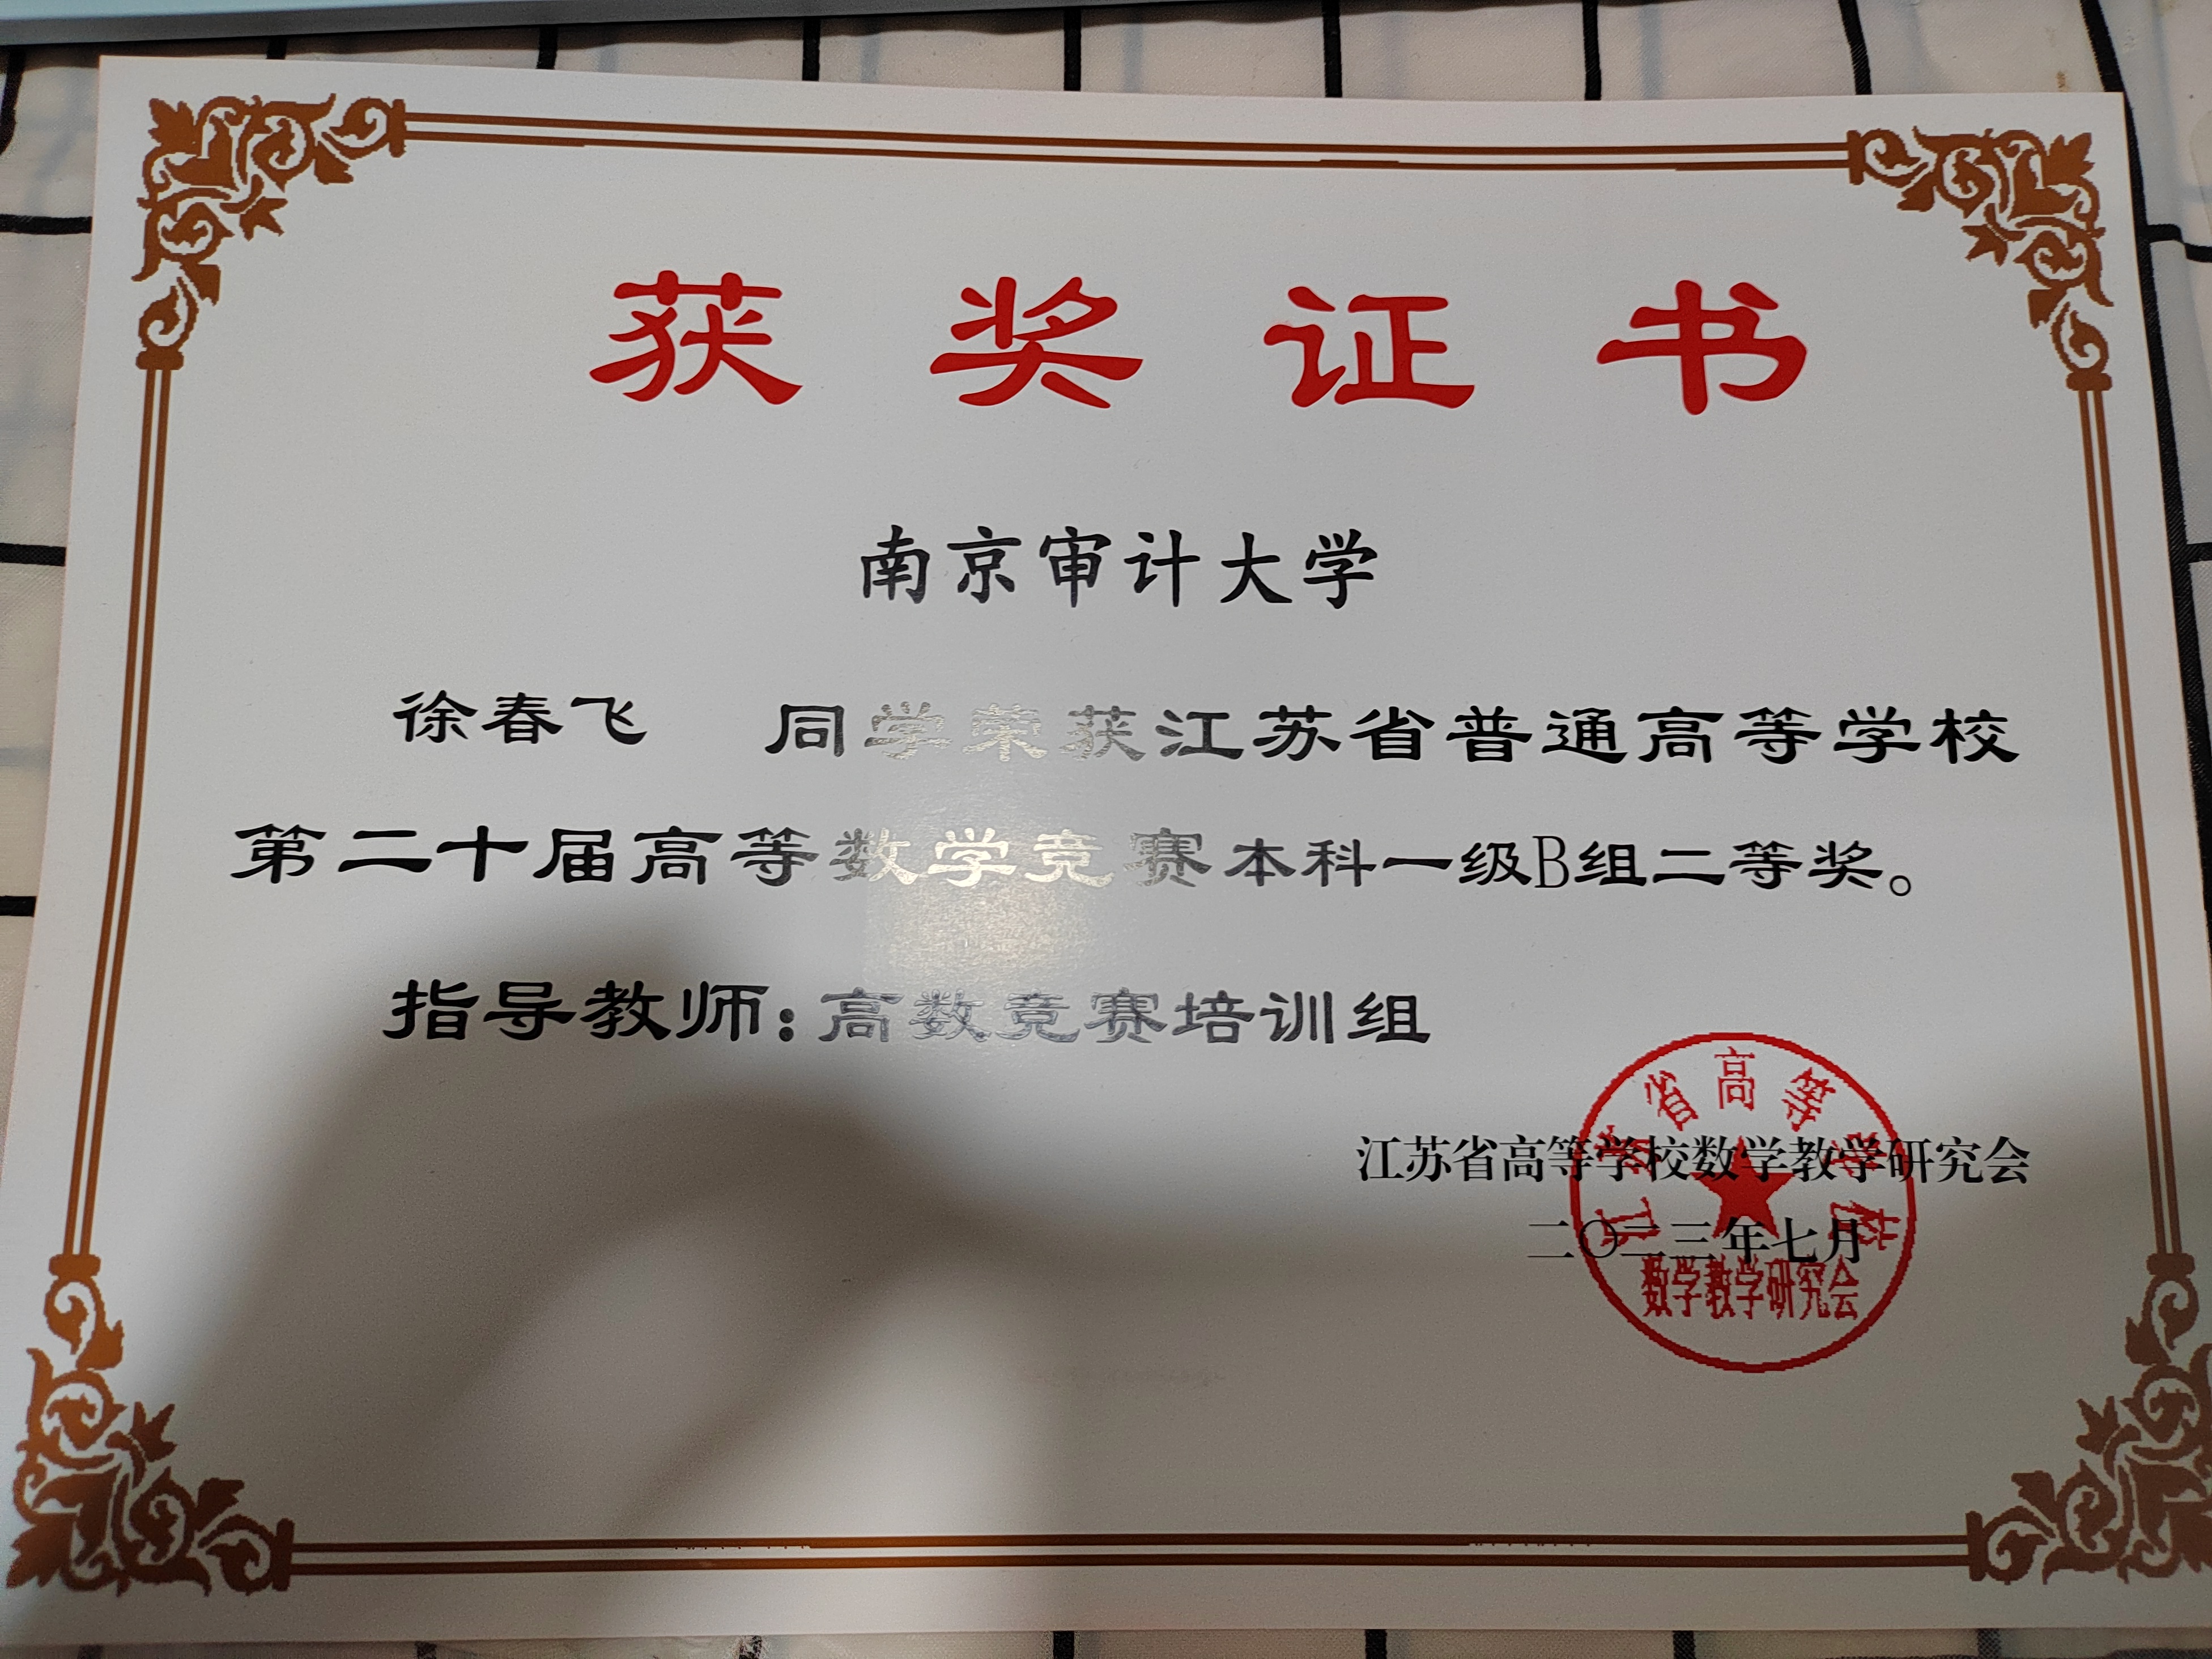 获奖证书
南京审计大学
徐春飞 同学荣获江苏省普通高等学校
第二十届高等数学竞赛本科一级B组二等奖。
指导教师:高数竞赛培训组
江苏省高等学校数学教学研究会
二〇二三年七月
江苏省高等学校
数学教学研究会